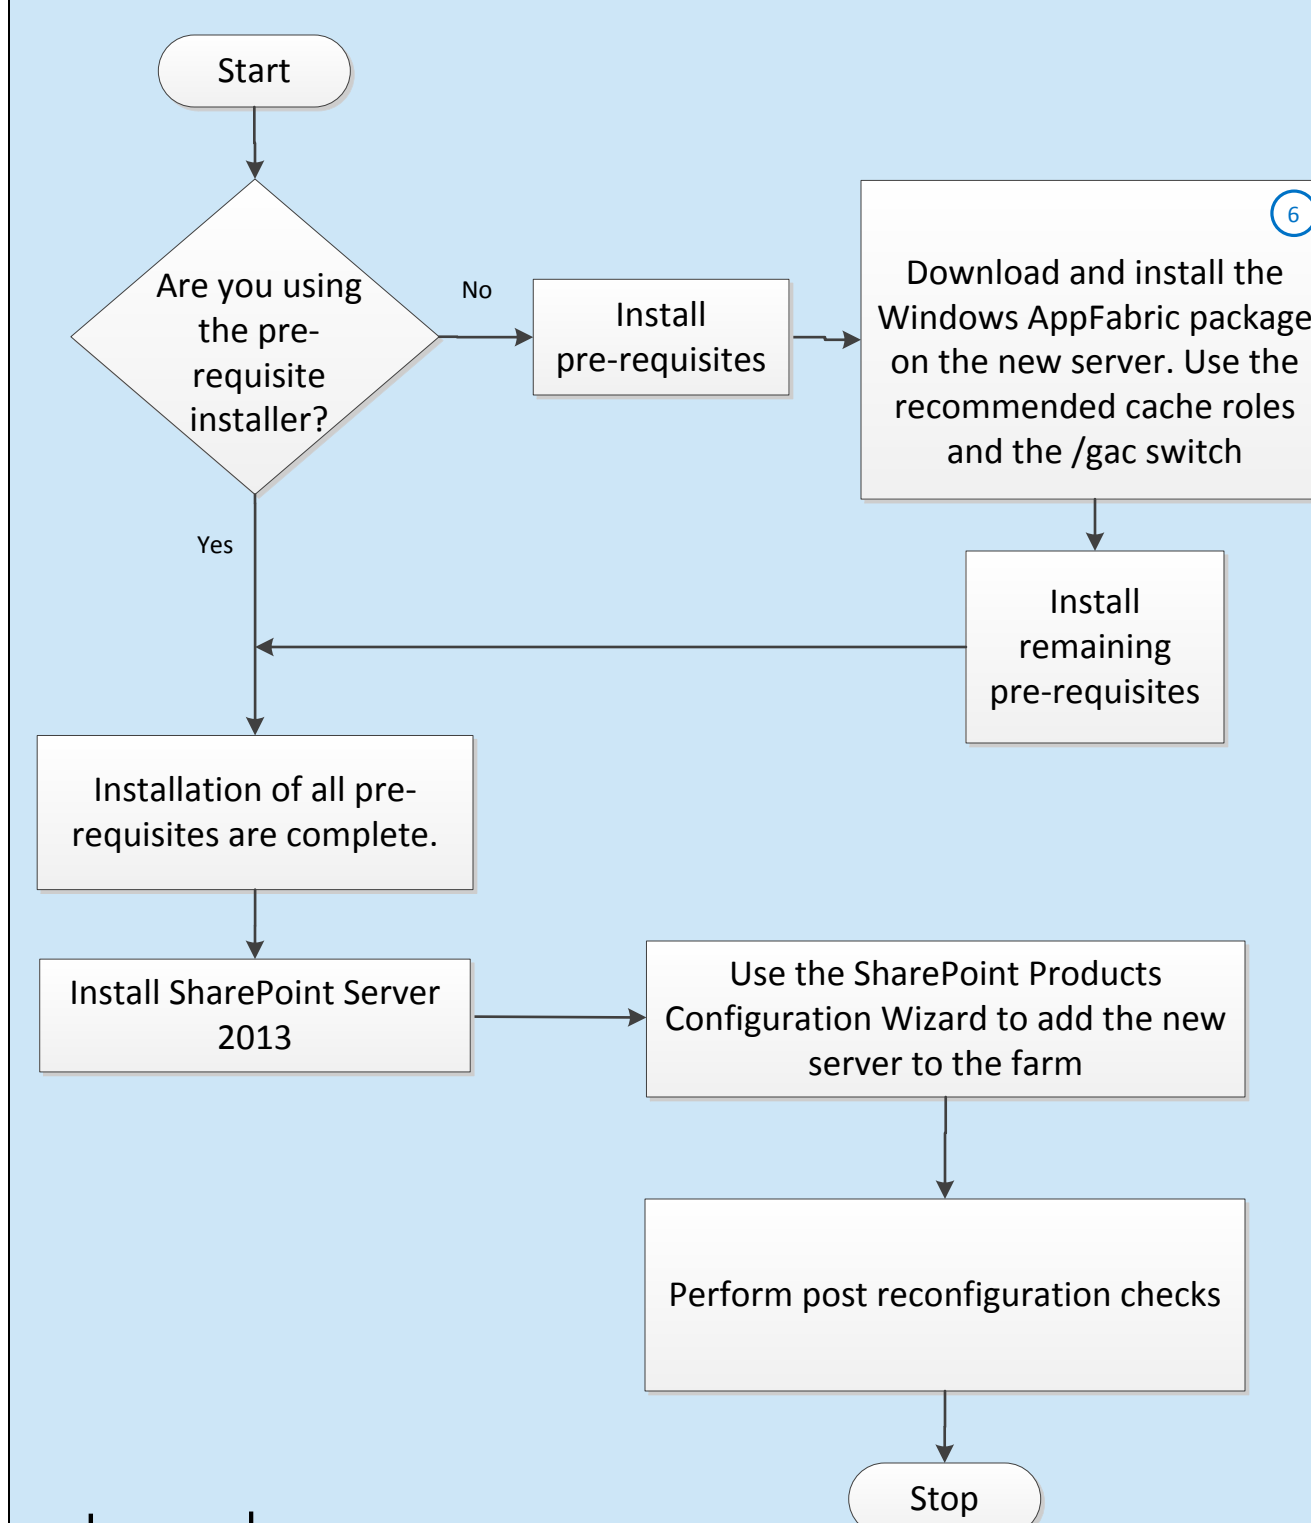 Start
Are you using
the pre-
requisite
installer?
No
Install
pre-requisites
6
Download and install the
Windows AppFabric package
on the new server. Use the
recommended cache roles
and the /gac switch
Yes
Install
remaining
pre-requisites
Installation of all pre-
requisites are complete.
Install SharePoint Server
2013
Use the SharePoint Products
Configuration Wizard to add the new
server to the farm
Perform post reconfiguration checks
Stop